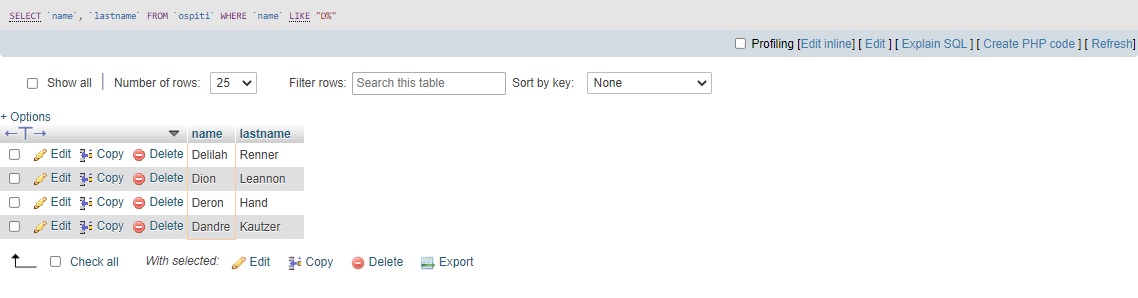 SELECT `name`, `lastname` FROM `ospiti` WHERE `name` LIKE "D%"
Profiling [Edit inline] [ Edit ] [ Explain SQL ] [ Create PHP code ] [ Refresh]
Show all | Number of rows: 25 Filter rows: Search this table Sort by key: None
+ Options
←T→ name lastname
Edit Copy Delete Delilah Renner
Edit Copy Delete Dion Leannon
Edit Copy Delete Deron Hand
Edit Copy Delete Dandre Kautzer
Check all With selected: Edit Copy Delete Export